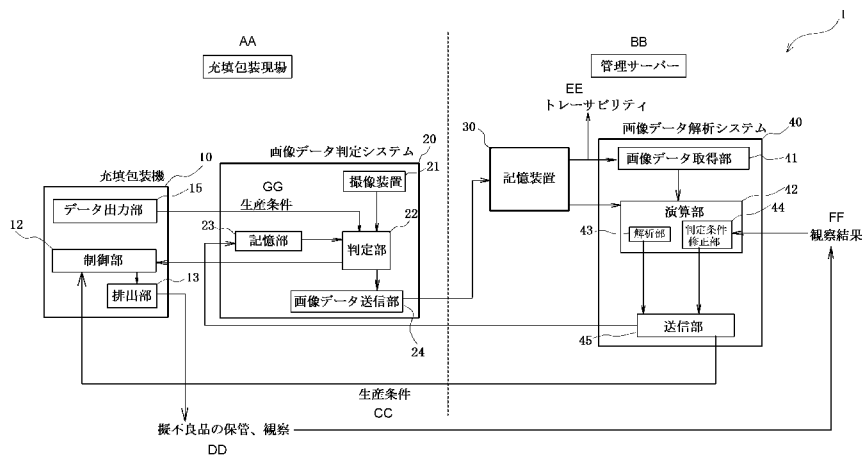 1
AA
充填包装現場
BB
管理サーバー
EE
トレーサビリティ
画像データ判定システム
20
充填包装機
10
15
データ出力部
12
制御部
13
排出部
GG
生産条件
撮像装置
21
23
記憶部
22
判定部
画像データ送信部
24
30
記憶装置
画像データ解析システム
40
画像データ取得部
41
演算部
42
43
解析部
44
判定条件
修正部
FF
観察結果
送信部
45
生産条件
CC
擬不良品の保管、観察
DD